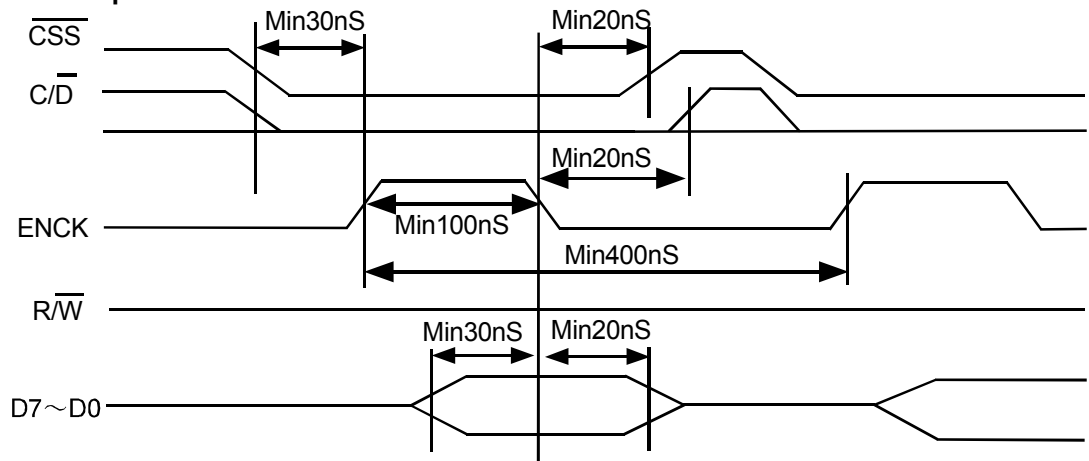 Min30nS Min20nS
CSS
C/D
Min20nS
ENCK
Min100nS
Min400nS
R/W
Min30nS Min20nS
D7～D0